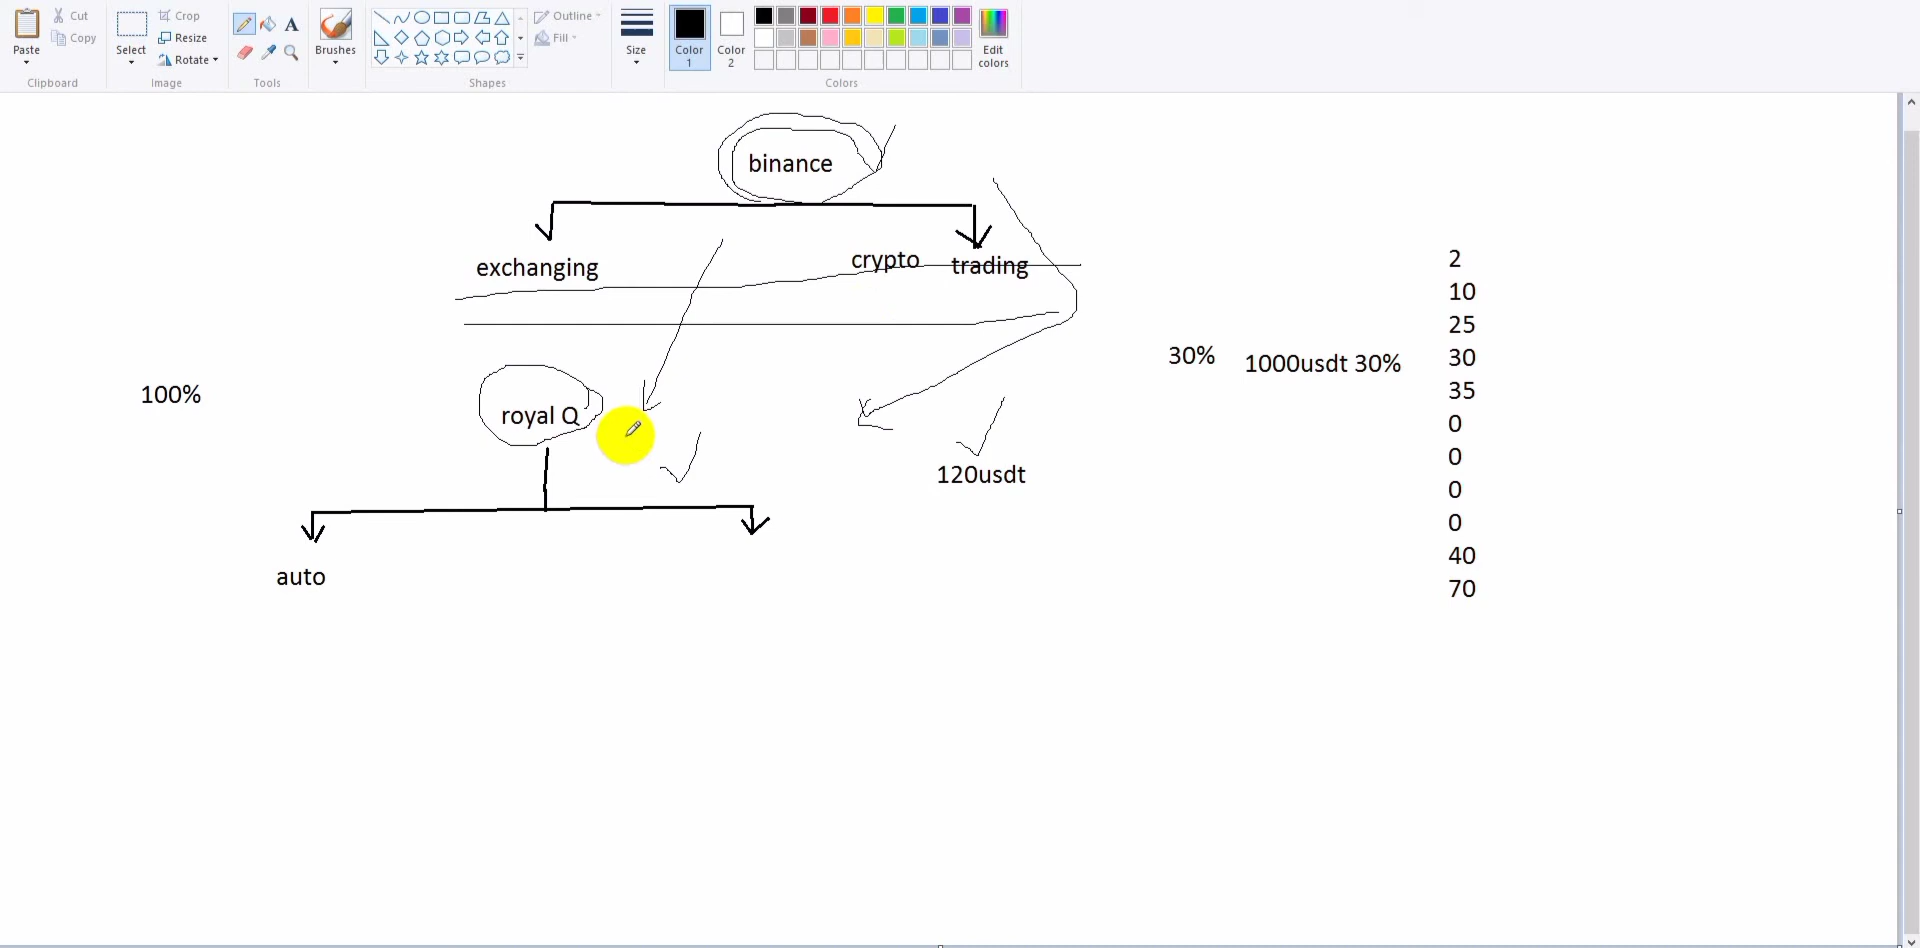 Paste
Cut
Copy
Clipboard
Select
Crop
Resize
Rotate
Image
A
Tools
Brushes
Outline
Fill
Shapes
Size
Color 1
Color 2
Edit colors
Colors
binance
exchanging
crypto
trading
100%
royal Q
120usdt
auto
30%
1000usdt 30%
2
10
25
30
35
0
0
0
0
40
70